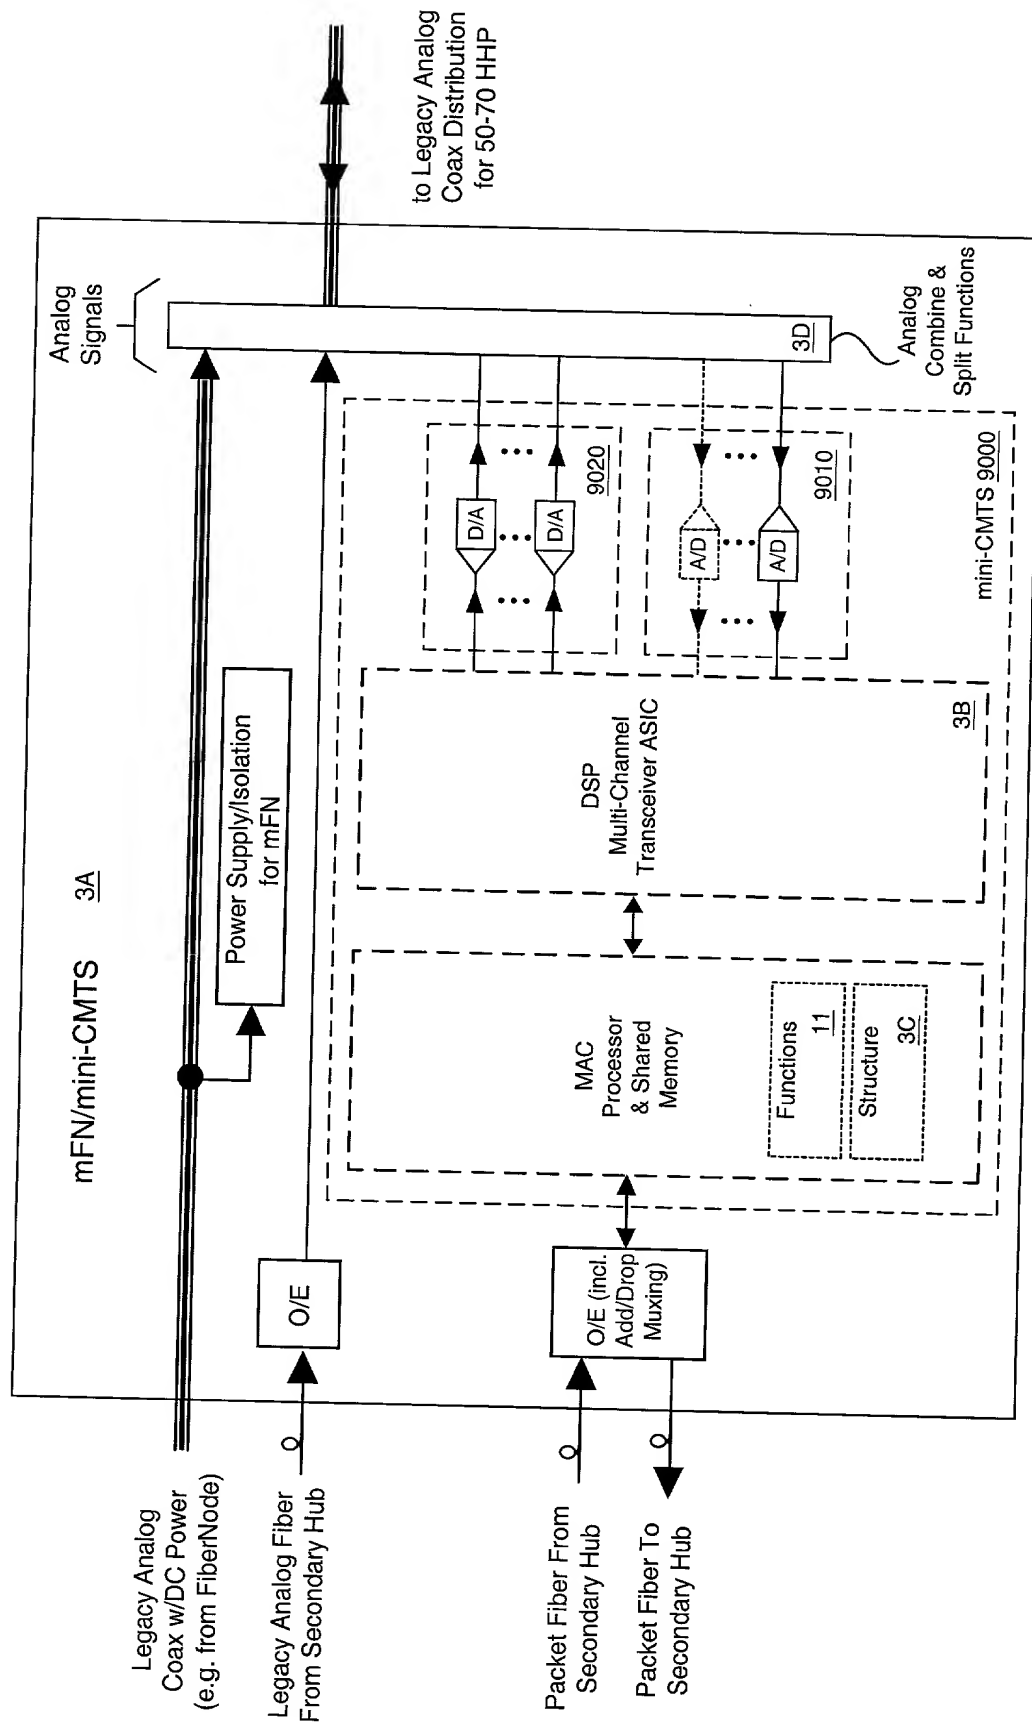 mFN/mini-CMTS 3A
Analog
Signals
to Legacy Analog
Coax Distribution
for 50-70 HHP
Legacy Analog
Coax w/DC Power
(e.g. from FiberNode)
Power Supply/Isolation
for mFN
Legacy Analog Fiber
From Secondary Hub
O/E
Packet Fiber From
Secondary Hub
Packet Fiber To
Secondary Hub
O/E (incl.
Add/Drop
Muxing)
MAC
Processor
& Shared
Memory
Functions 11
Structure 3C
DSP
Multi-Channel
Transceiver ASIC
3B
D/A
D/A
9020
A/D
A/D
9010
mini-CMTS 9000
3D
Analog
Combine &
Split Functions